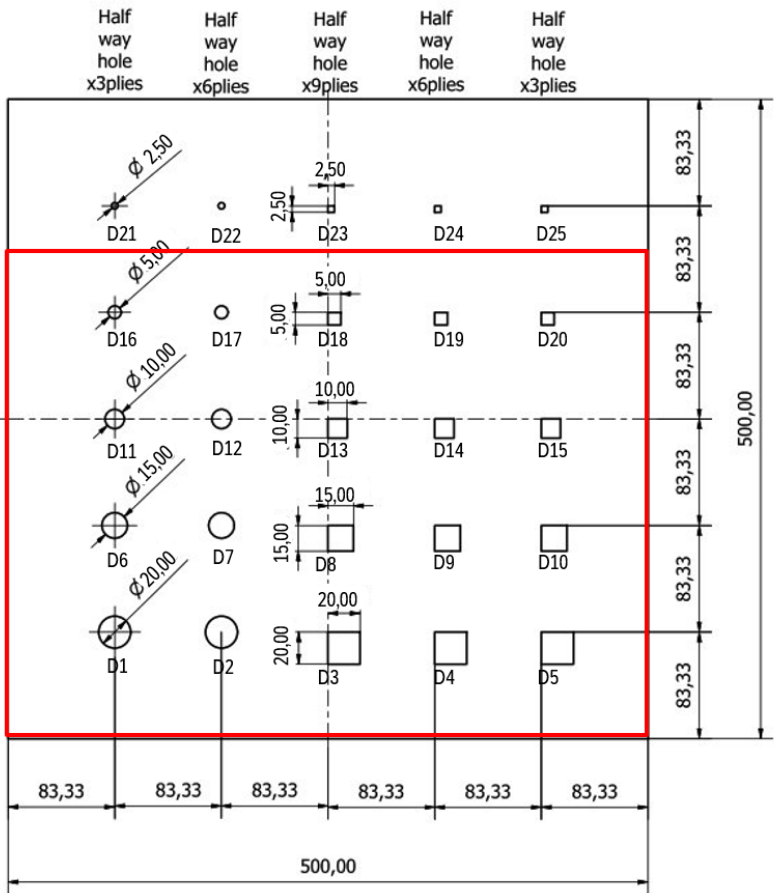 Half way hole x3plies
Half way hole x6plies
Half way hole x9plies
Half way hole x6plies
Half way hole x3plies
Ø 2,50
2,50
2,50
83,33
D21
D22
D23
D24
D25
Ø 5,00
5,00
5,00
83,33
D16
D17
D18
D19
D20
Ø 10,00
10,00
10,00
83,33
500,00
D11
D12
D13
D14
D15
Ø 15,00
15,00
15,00
83,33
D6
D7
D8
D9
D10
Ø 20,00
20,00
20,00
83,33
D1
D2
D3
D4
D5
83,33
83,33
83,33
83,33
83,33
83,33
83,33
500,00